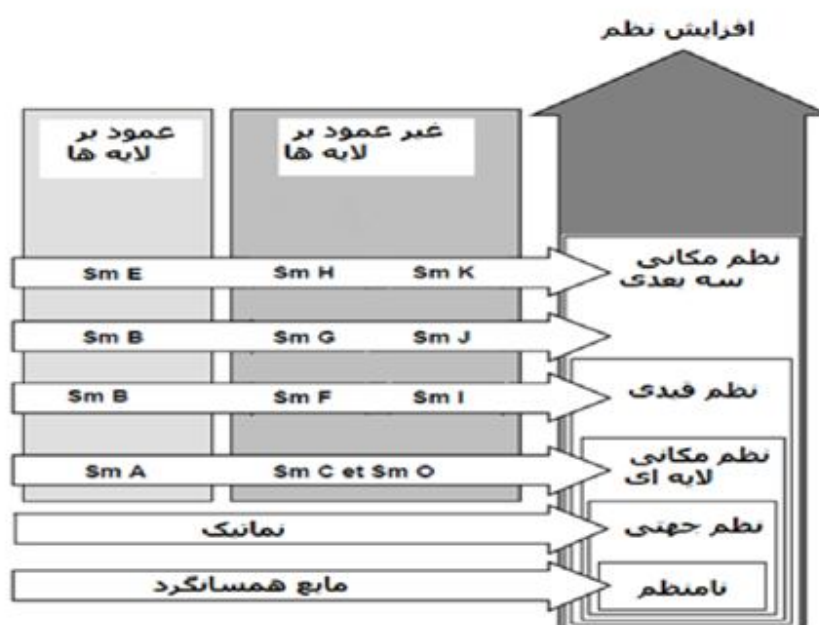 افزایش نظم
عمود بر
لایه ها
غیر عمود بر
لایه ها
Sm E Sm H Sm K
نظم مکانی
سه بعدی
Sm B Sm G Sm J
Sm B Sm F Sm I
نظم قیدی
Sm A Sm C et Sm O
نظم مکانی
لایه ای
نماتیک
نظم جهتی
مایع همسانگرد
نامنظم